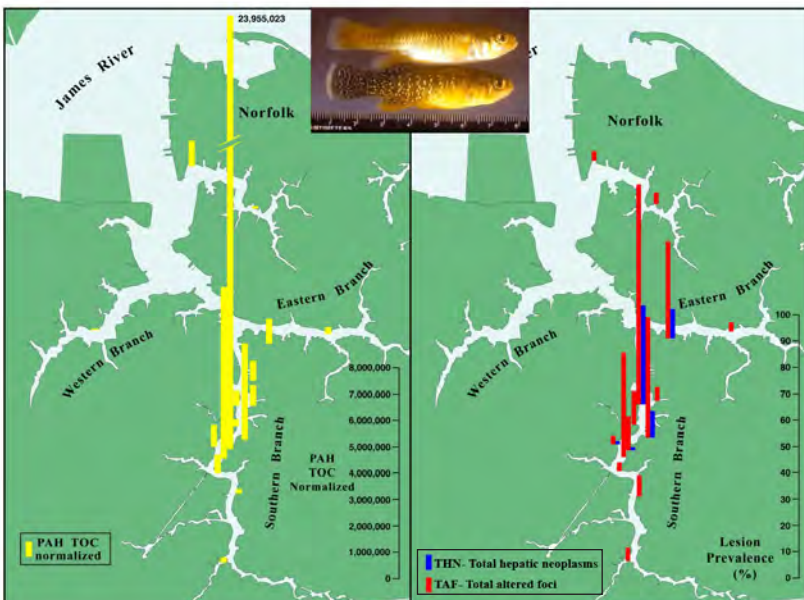 23,955,023
James River
Norfolk
Eastern Branch
Western Branch
Southern Branch
8,000,000
7,000,000
6,000,000
5,000,000
4,000,000
3,000,000
2,000,000
1,000,000
0
PAH
TOC
Normalized
PAH TOC
normalized
Norfolk
Eastern Branch
Western Branch
Southern Branch
100
90
80
70
60
50
40
30
20
10
0
Lesion
Prevalence
(%)
THN- Total hepatic neoplasms
TAF- Total altered foci